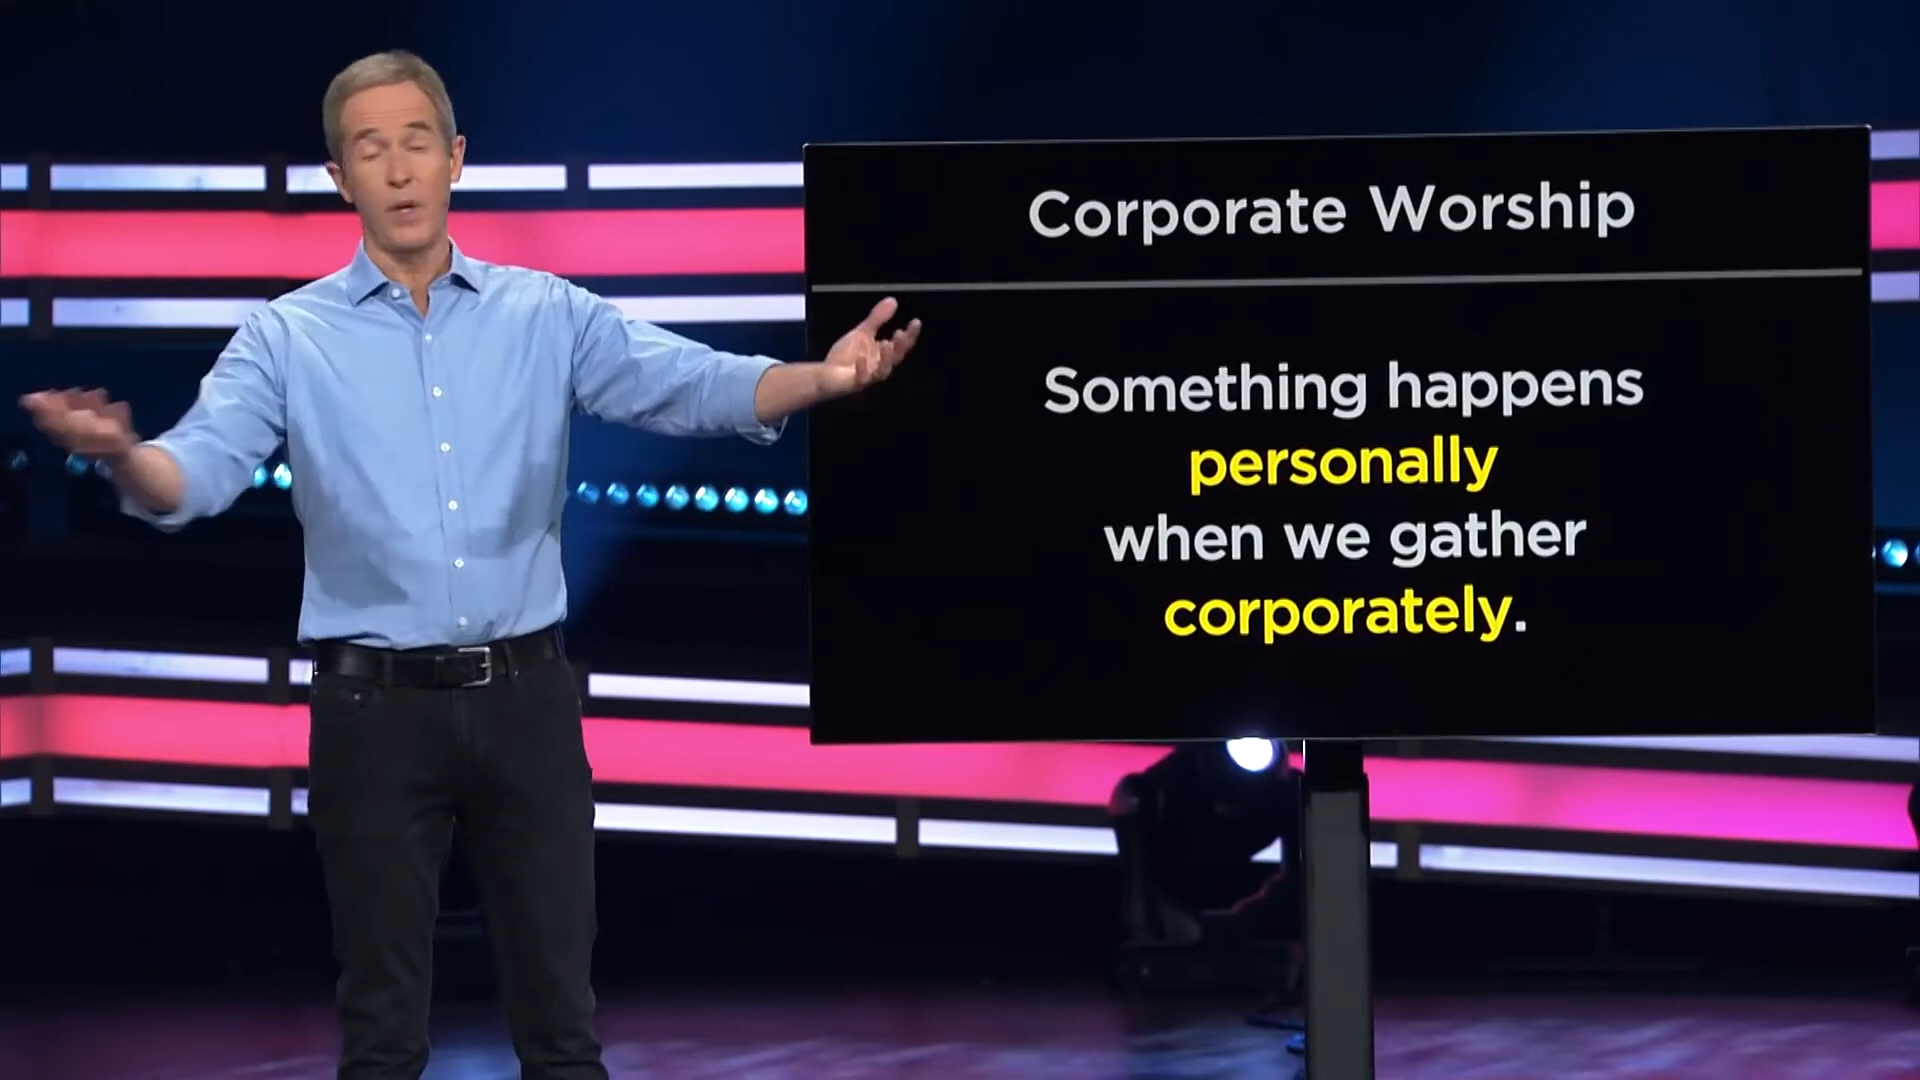 Corporate Worship
Something happens
personally
when we gather
corporately.